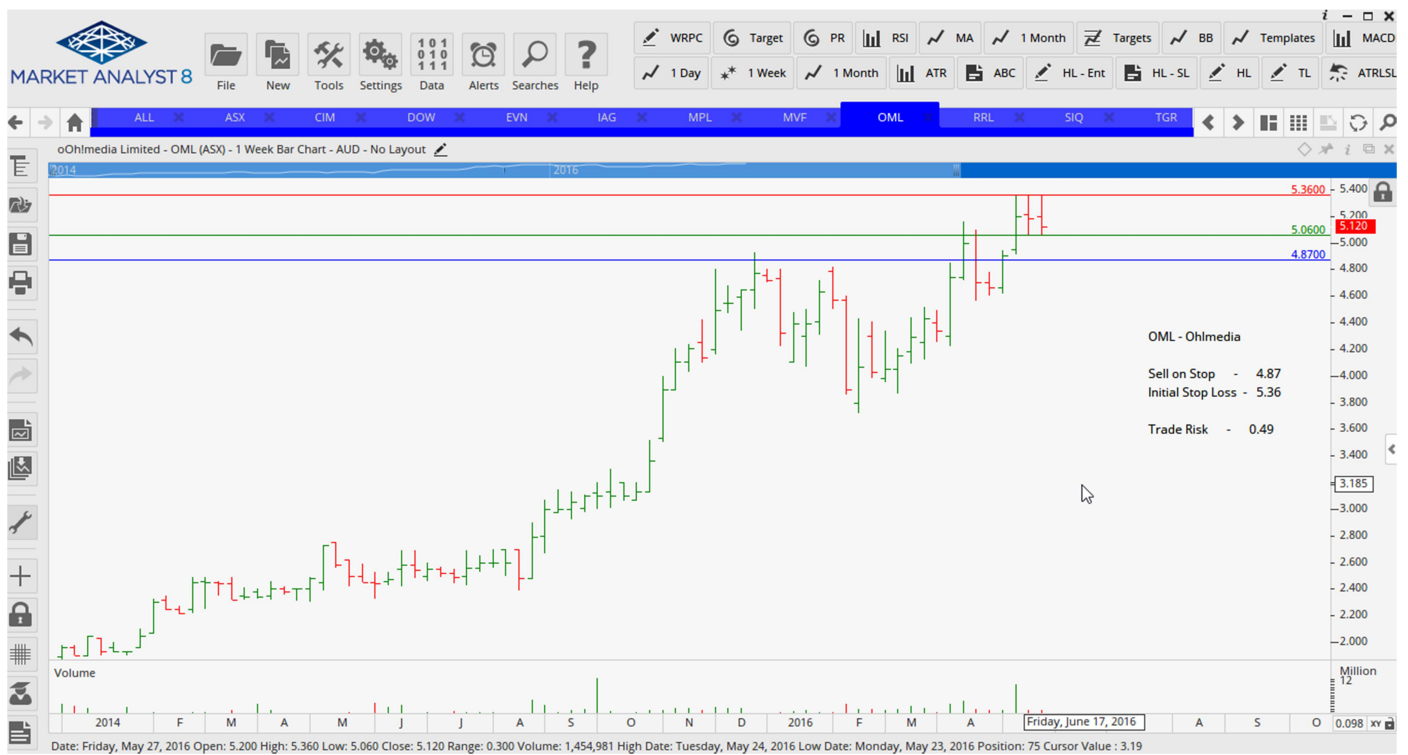 MARKET ANALYST 8
File
New
Tools
Settings
101
010
111
Data
Alerts
Searches
?
Help
WRPC
Target
PR
RSI
MA
1 Month
Targets
BB
Templates
MACD
1 Day
1 Week
1 Month
ATR
ABC
HL - Ent
HL - SL
HL
TL
ATRLSL
ALL
ASX
CIM
DOW
EVN
IAG
MPL
MVF
OML
RRL
SIQ
TGR
oOh!media Limited - OML (ASX) - 1 Week Bar Chart - AUD - No Layout
2014
2016
5.3600
5.0600
4.8700
5.400
5.200
5.120
5.000
4.800
4.600
4.400
4.200
4.000
3.800
3.600
3.400
3.185
3.000
2.800
2.600
2.400
2.200
2.000
OML - Ohlmedia
Sell on Stop - 4.87
Initial Stop Loss - 5.36
Trade Risk - 0.49
Volume
Million
12
2014 F M A M J J A S O N D 2016 F M A Friday, June 17, 2016 A S O 0.098 XY
Date: Friday, May 27, 2016 Open: 5.200 High: 5.360 Low: 5.060 Close: 5.120 Range: 0.300 Volume: 1,454,981 High Date: Tuesday, May 24, 2016 Low Date: Monday, May 23, 2016 Position: 75 Cursor Value : 3.19